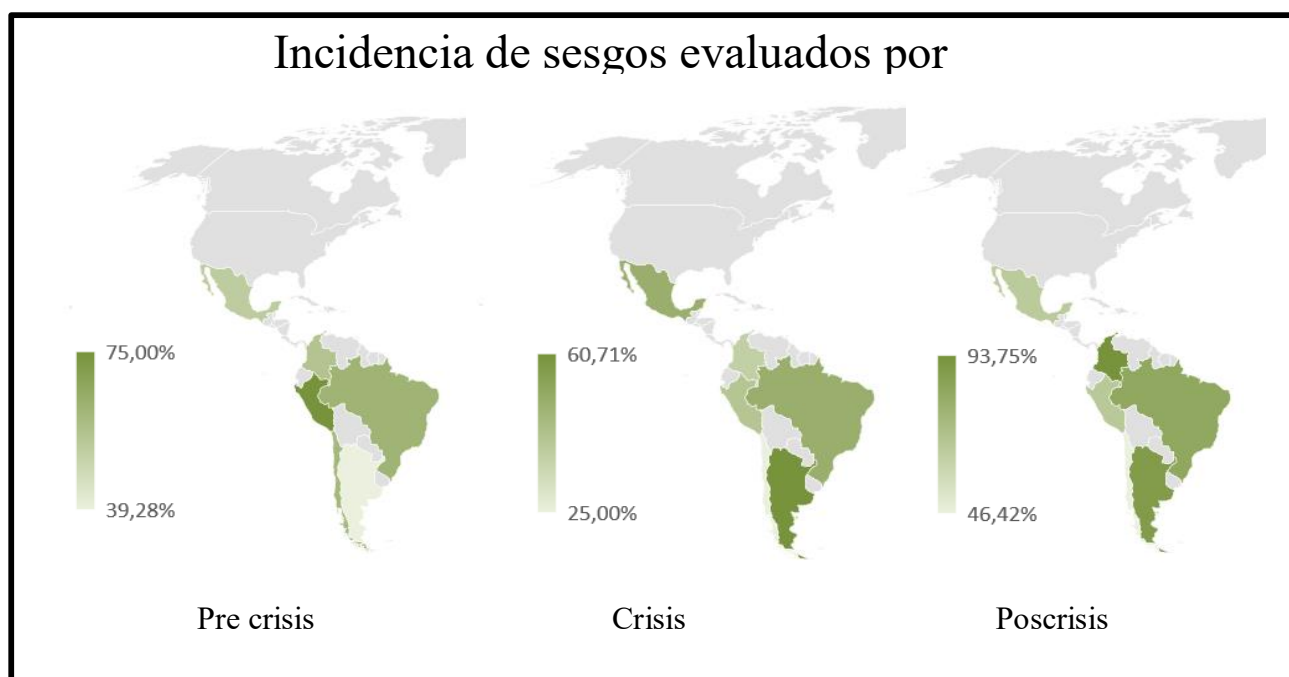 Incidencia de sesgos evaluados por
75,00%
39,28%
60,71%
25,00%
93,75%
46,42%
Pre crisis
Crisis
Poscrisis